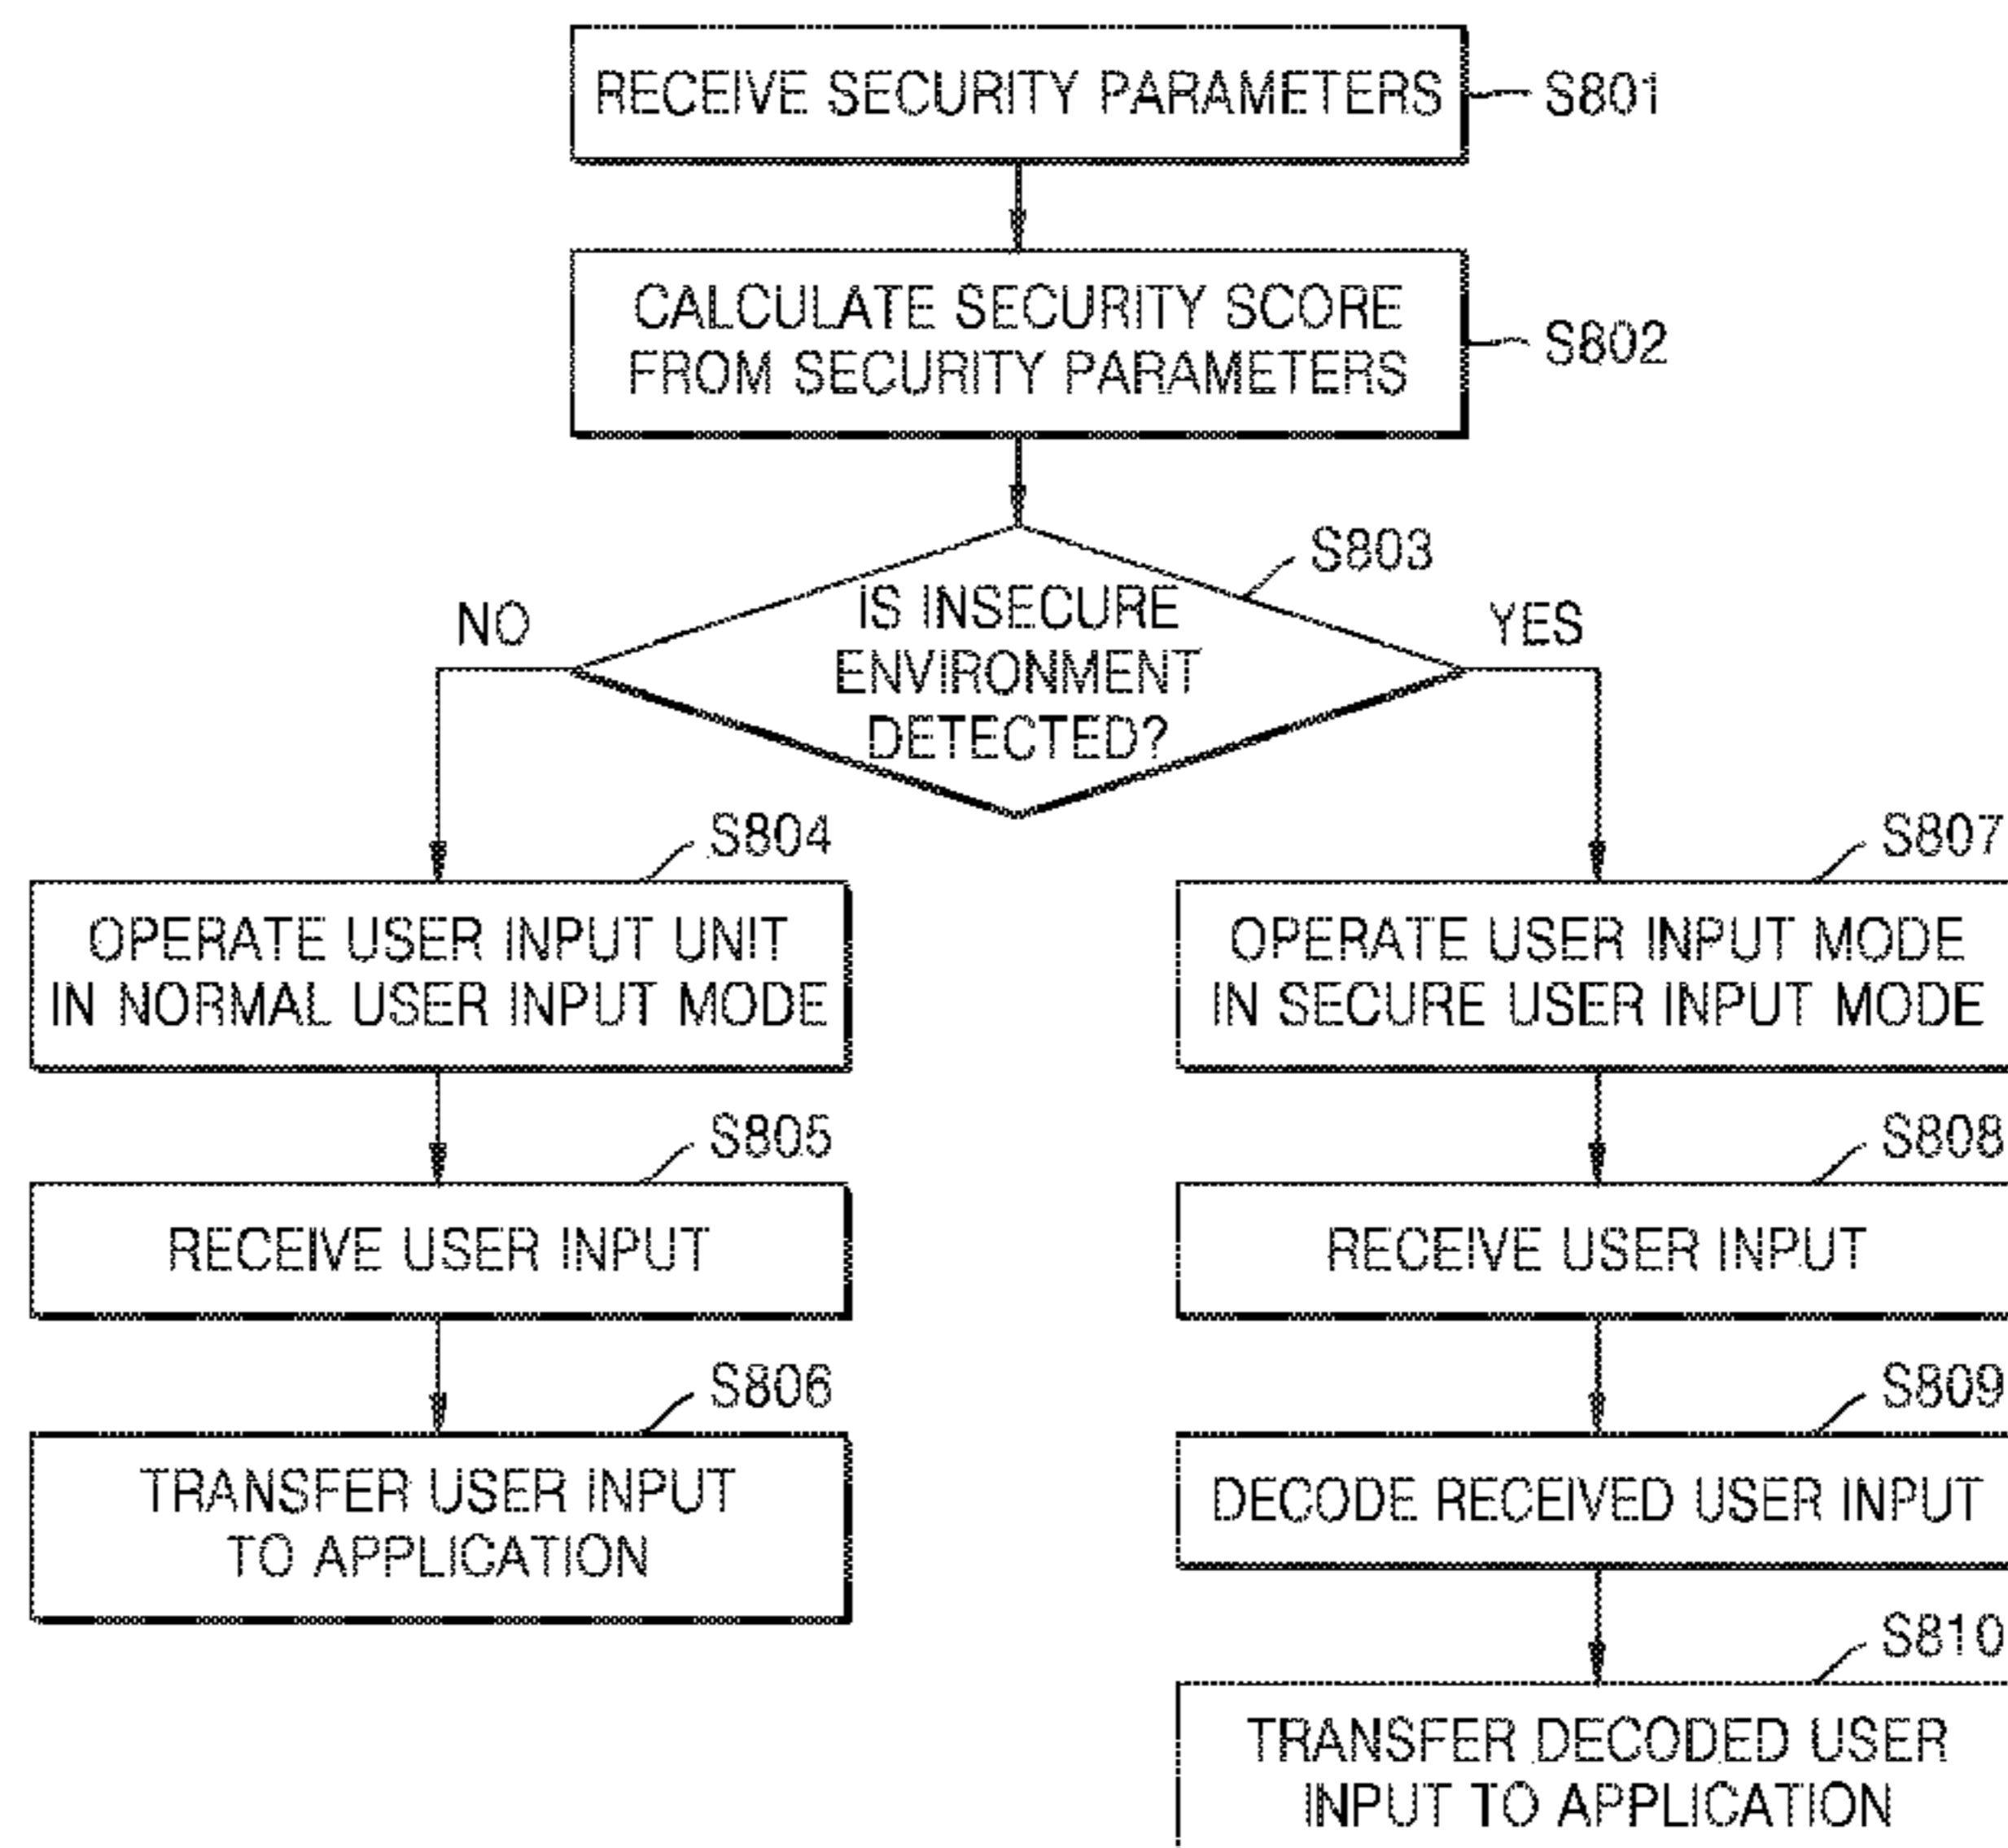 RECEIVE SECURITY PARAMETERS
S801
CALCULATE SECURITY SCORE
FROM SECURITY PARAMETERS
S802
S803
IS INSECURE
ENVIRONMENT
DETECTED?
NO
YES
S804
OPERATE USER INPUT UNIT
IN NORMAL USER INPUT MODE
S805
RECEIVE USER INPUT
S806
TRANSFER USER INPUT
TO APPLICATION
S807
OPERATE USER INPUT MODE
IN SECURE USER INPUT MODE
S808
RECEIVE USER INPUT
S809
DECODE RECEIVED USER INPUT
S810
TRANSFER DECODED USER
INPUT TO APPLICATION